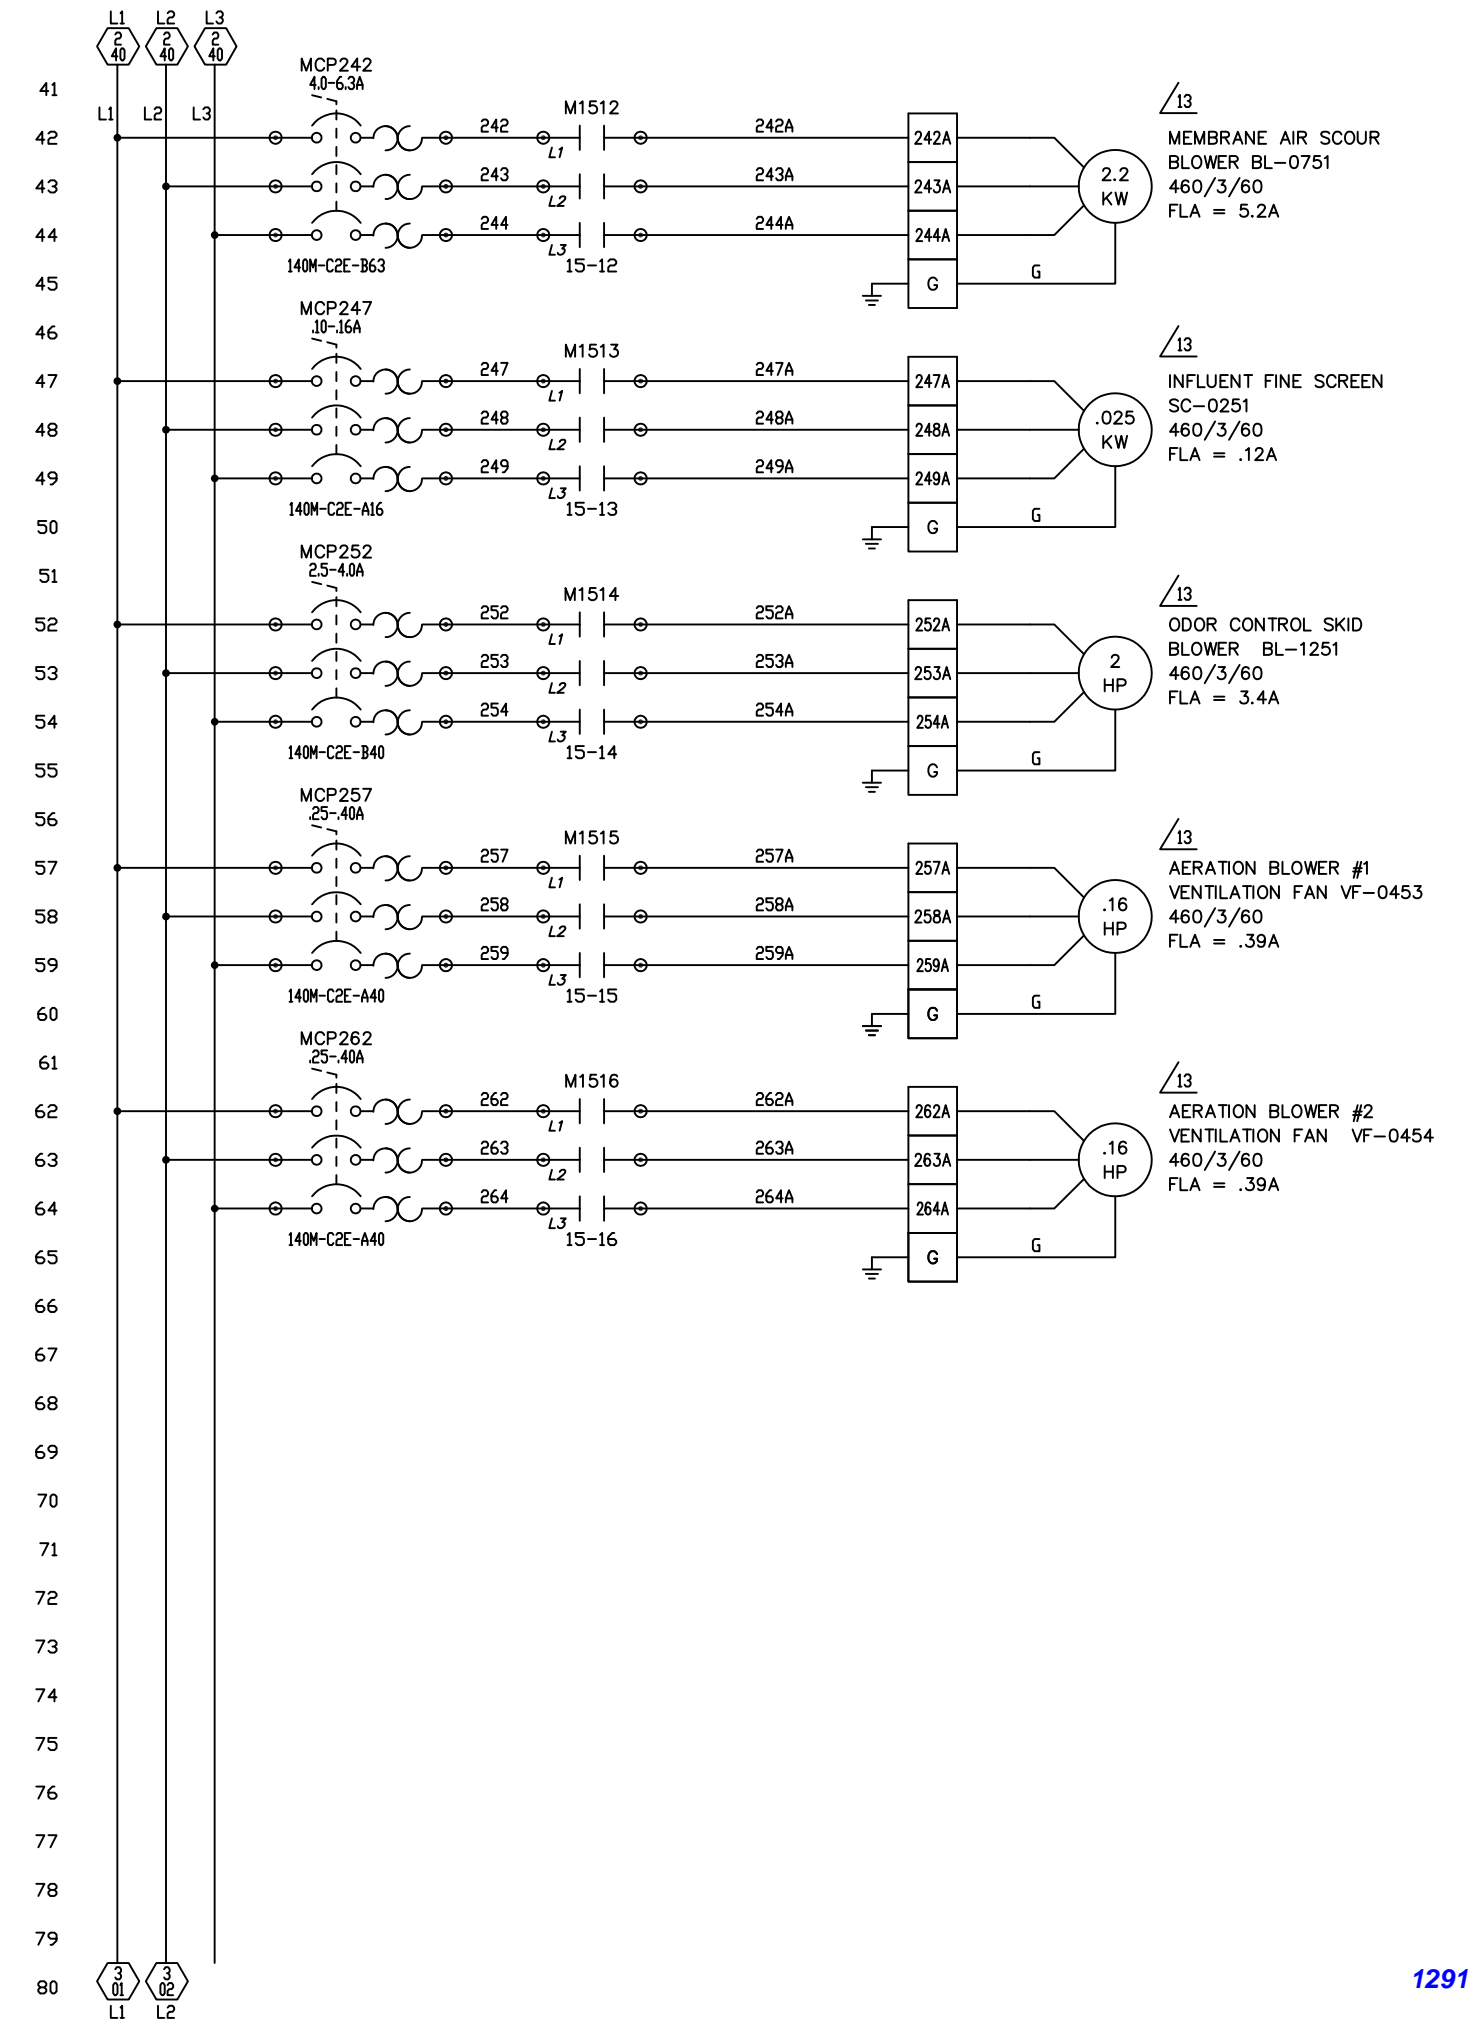 L1 L2 L3
2 2 2
40 40 40
MCP242
4.0-6.3A
41
13
L1 L2 L3
M1512
42 242 242A 242A MEMBRANE AIR SCOUR
L1
BLOWER BL-0751
43 243 243A 243A 2.2 KW 460/3/60
L2
FLA = 5.2A
44 244 244A 244A
L3
140M-C2E-B63 15-12
45 G G
MCP247
.10-.16A
46
13
M1513
47 247 247A 247A INFLUENT FINE SCREEN
L1
SC-0251
48 248 248A 248A .025 KW 460/3/60
L2
FLA = .12A
49 249 249A 249A
L3
140M-C2E-A16 15-13
50 G G
MCP252
2.5-4.0A
51
13
M1514
52 252 252A 252A ODOR CONTROL SKID
L1
BLOWER BL-1251
53 253 253A 253A 2 HP 460/3/60
L2
FLA = 3.4A
54 254 254A 254A
L3
140M-C2E-B40 15-14
55 G G
MCP257
.25-.40A
56
13
M1515
57 257 257A 257A AERATION BLOWER #1
L1
VENTILATION FAN VF-0453
58 258 258A 258A .16 HP 460/3/60
L2
FLA = .39A
59 259 259A 259A
L3
140M-C2E-A40 15-15
60 G G
MCP262
.25-.40A
61
13
M1516
62 262 262A 262A AERATION BLOWER #2
L1
VENTILATION FAN VF-0454
63 263 263A 263A .16 HP 460/3/60
L2
FLA = .39A
64 264 264A 264A
L3
140M-C2E-A40 15-16
65 G G
66
67
68
69
70
71
72
73
74
75
76
77
78
79
80
3 3
01 02
L1 L2
1291